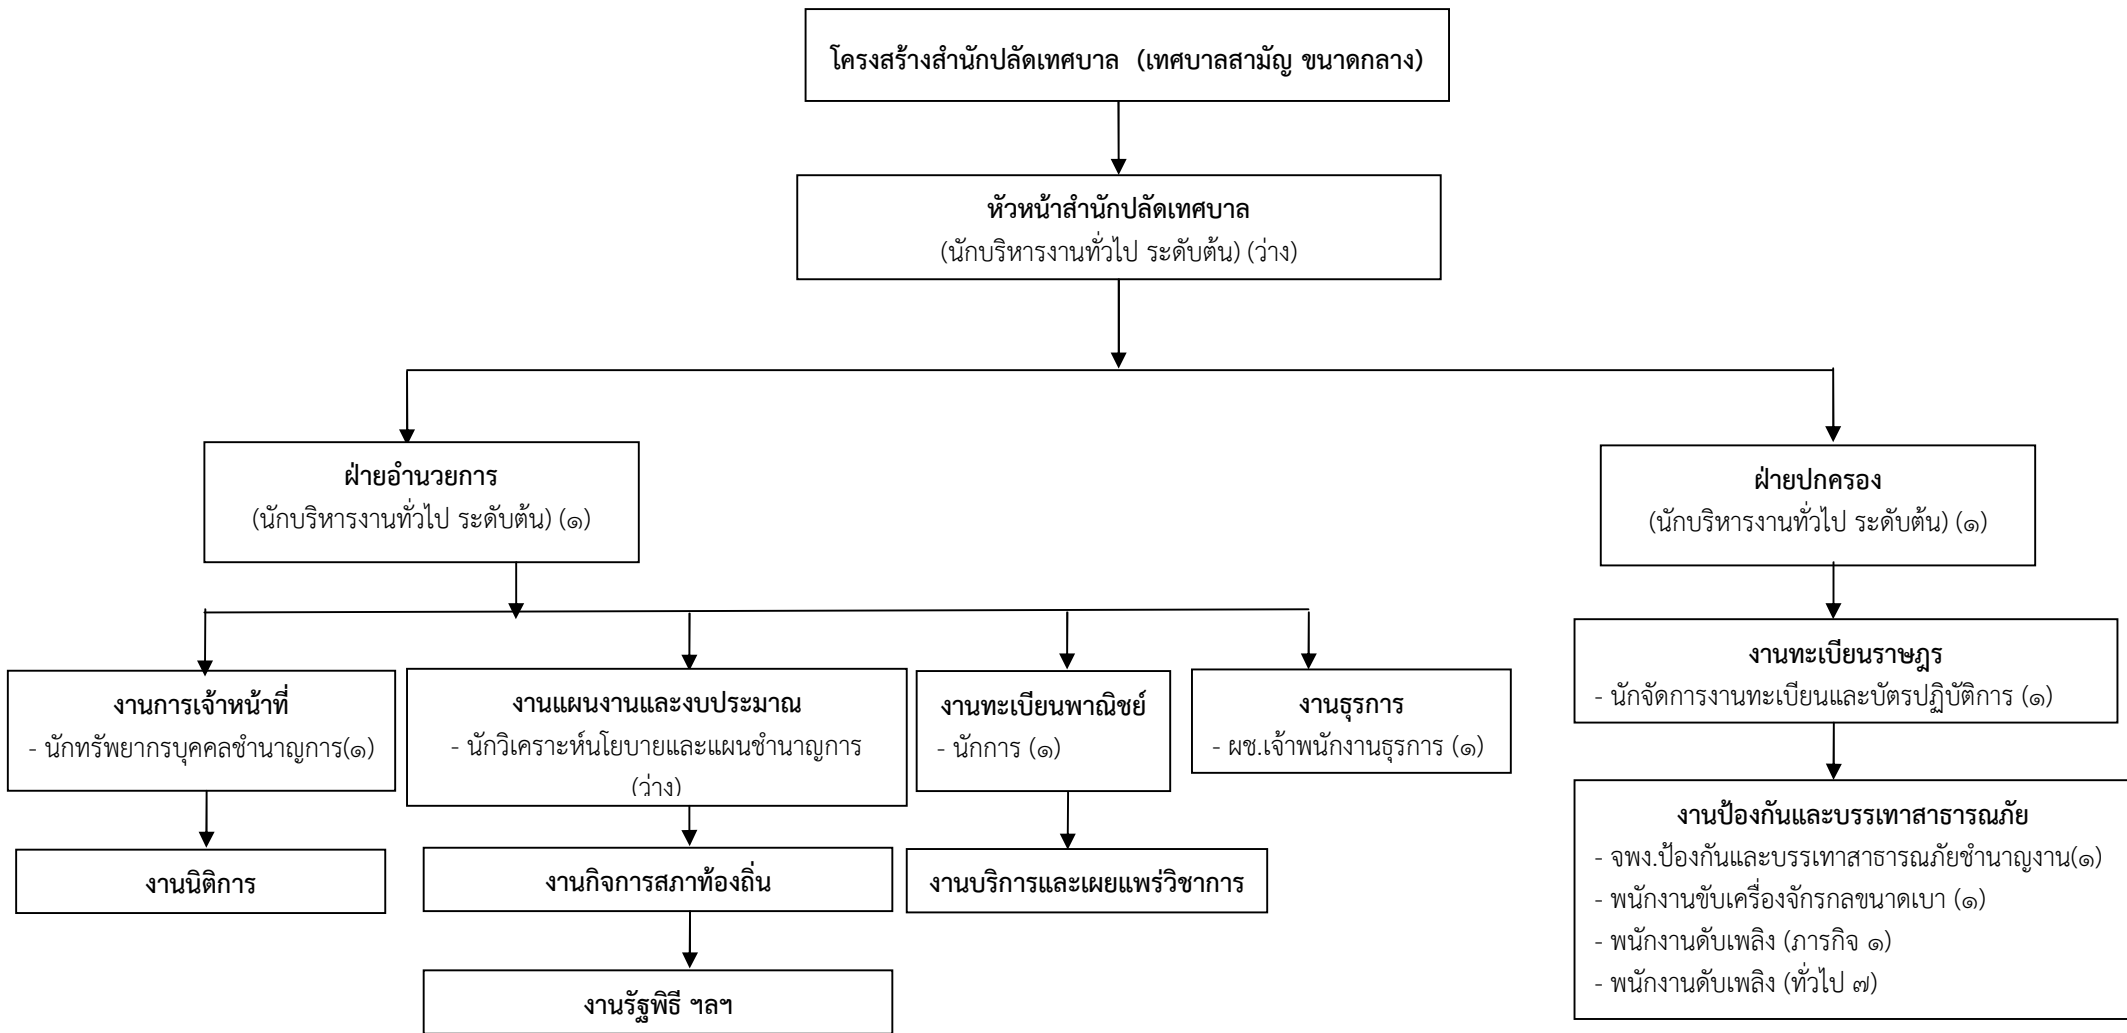 โครงสร้างสำนักปลัดเทศบาล (เทศบาลสามัญ ขนาดกลาง)
หัวหน้าสำนักปลัดเทศบาล
(นักบริหารงานทั่วไป ระดับต้น) (ว่าง)
ฝ่ายอำนวยการ
(นักบริหารงานทั่วไป ระดับต้น) (๑)
ฝ่ายปกครอง
(นักบริหารงานทั่วไป ระดับต้น) (๑)
งานการเจ้าหน้าที่
- นักทรัพยากรบุคคลชำนาญการ(๑)
งานแผนงานและงบประมาณ
- นักวิเคราะห์นโยบายและแผนชำนาญการ
(ว่าง)
งานทะเบียนพาณิชย์
- นักการ (๑)
งานธุรการ
- ผช.เจ้าพนักงานธุรการ (๑)
งานทะเบียนราษฎร
- นักจัดการงานทะเบียนและบัตรปฏิบัติการ (๑)
งานนิติการ
งานกิจการสภาท้องถิ่น
งานบริการและเผยแพร่วิชาการ
งานรัฐพิธี ฯลฯ
งานป้องกันและบรรเทาสาธารณภัย
- จพง.ป้องกันและบรรเทาสาธารณภัยชำนาญงาน(๑)
- พนักงานขับเครื่องจักรกลขนาดเบา (๑)
- พนักงานดับเพลิง (ภารกิจ ๑)
- พนักงานดับเพลิง (ทั่วไป ๗)